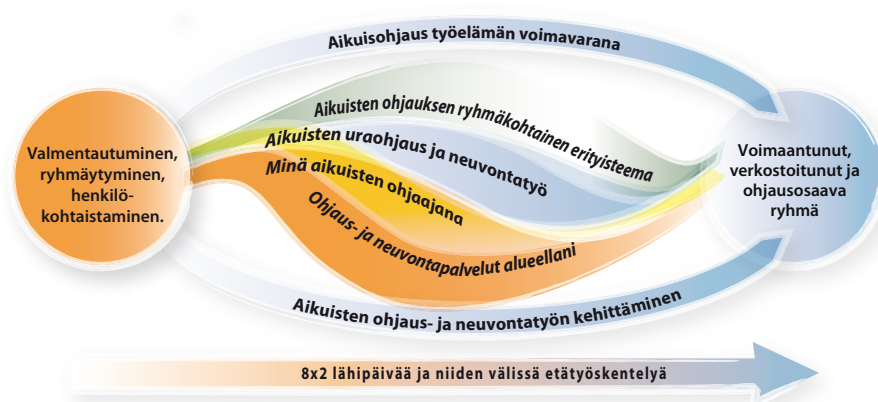 Aikuisohjaus työelämän voimavarana
Valmentautuminen,
ryhmäytyminen,
henkilö-
kohtaistaminen.
Aikuisten ohjauksen ryhmäkohtainen erityisteema
Aikuisten uraohjaus ja neuvontatyö
Minä aikuisten ohjaajana
Ohjaus- ja neuvontapalvelut alueellani
Voimaantunut,
verkostoitunut ja
ohjausosaava
ryhmä
Aikuisten ohjaus- ja neuvontatyön kehittäminen
8x2 lähipäivää ja niiden välissä etätyöskentelyä